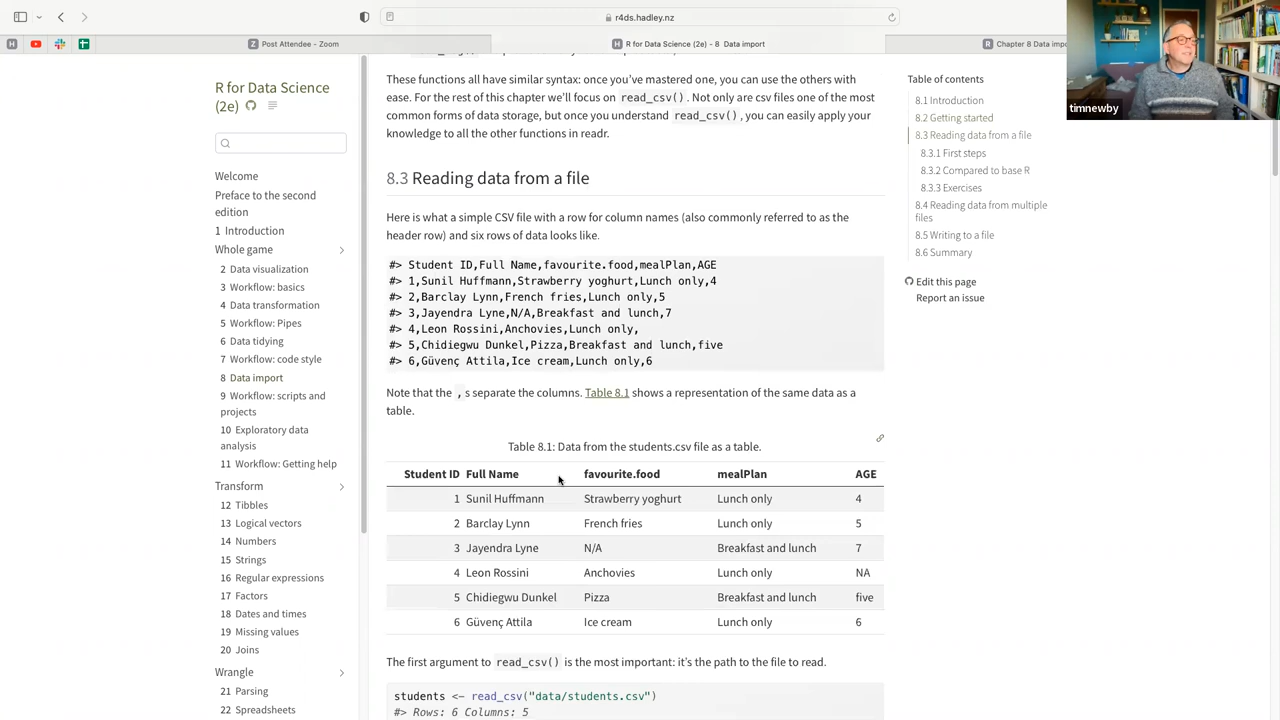 r4ds.hadley.nz
Post Attendee - Zoom
R for Data Science (2e) - 8 Data import
Chapter 8 Data impo
timnewby
R for Data Science
(2e)
Welcome
Preface to the second
edition
1 Introduction
Whole game
2 Data visualization
3 Workflow: basics
4 Data transformation
5 Workflow: Pipes
6 Data tidying
7 Workflow: code style
8 Data import
9 Workflow: scripts and
projects
10 Exploratory data
analysis
11 Workflow: Getting help
Transform
12 Tibbles
13 Logical vectors
14 Numbers
15 Strings
16 Regular expressions
17 Factors
18 Dates and times
19 Missing values
20 Joins
Wrangle
21 Parsing
22 Spreadsheets
These functions all have similar syntax: once you've mastered one, you can use the others with
ease. For the rest of this chapter we'll focus on read_csv(). Not only are csv files one of the most
common forms of data storage, but once you understand read_csv(), you can easily apply your
knowledge to all the other functions in readr.
8.3 Reading data from a file
Here is what a simple CSV file with a row for column names (also commonly referred to as the
header row) and six rows of data looks like.
#> Student ID,Full Name,favourite.food,mealPlan,AGE
#> 1,Sunil Huffmann,Strawberry yoghurt,Lunch only,4
#> 2,Barclay Lynn,French fries,Lunch only,5
#> 3,Jayendra Lyne,N/A,Breakfast and lunch,7
#> 4,Leon Rossini,Anchovies,Lunch only,
#> 5,Chidiegwu Dunkel,Pizza,Breakfast and lunch,five
#> 6,Güvenç Attila,Ice cream,Lunch only,6
Note that the ,s separate the columns. Table 8.1 shows a representation of the same data as a
table.
Table 8.1: Data from the students.csv file as a table.
Student ID Full Name favourite.food mealPlan AGE
1 Sunil Huffmann Strawberry yoghurt Lunch only 4
2 Barclay Lynn French fries Lunch only 5
3 Jayendra Lyne N/A Breakfast and lunch 7
4 Leon Rossini Anchovies Lunch only NA
5 Chidiegwu Dunkel Pizza Breakfast and lunch five
6 Güvenç Attila Ice cream Lunch only 6
The first argument to read_csv() is the most important: it's the path to the file to read.
students <- read_csv("data/students.csv")
#> Rows: 6 Columns: 5
Table of contents
8.1 Introduction
8.2 Getting started
8.3 Reading data from a file
8.3.1 First steps
8.3.2 Compared to base R
8.3.3 Exercises
8.4 Reading data from multiple
files
8.5 Writing to a file
8.6 Summary
Edit this page
Report an issue